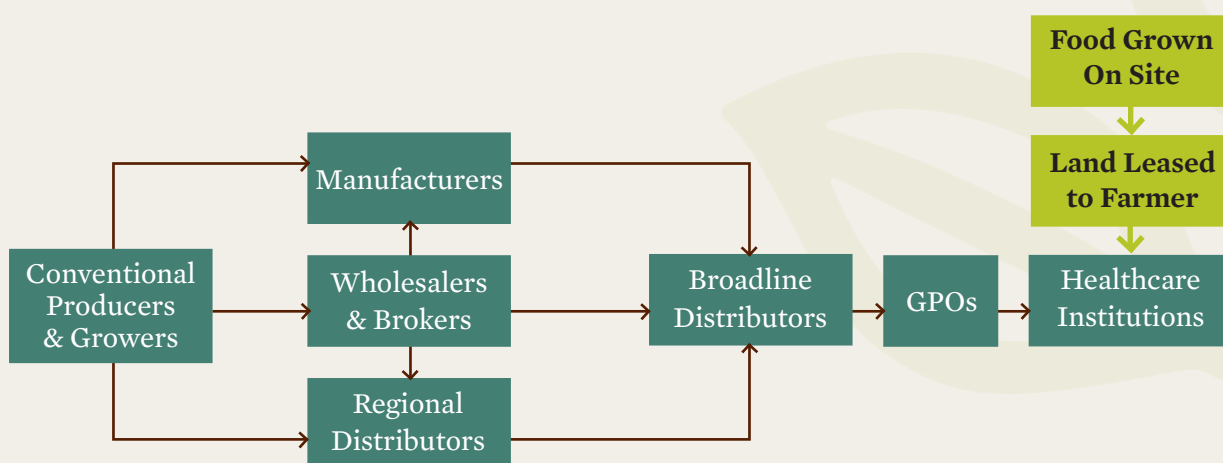 Food Grown
On Site
Land Leased
to Farmer
Manufacturers
Conventional
Producers
& Growers
Wholesalers
& Brokers
Broadline
Distributors
GPOs
Healthcare
Institutions
Regional
Distributors